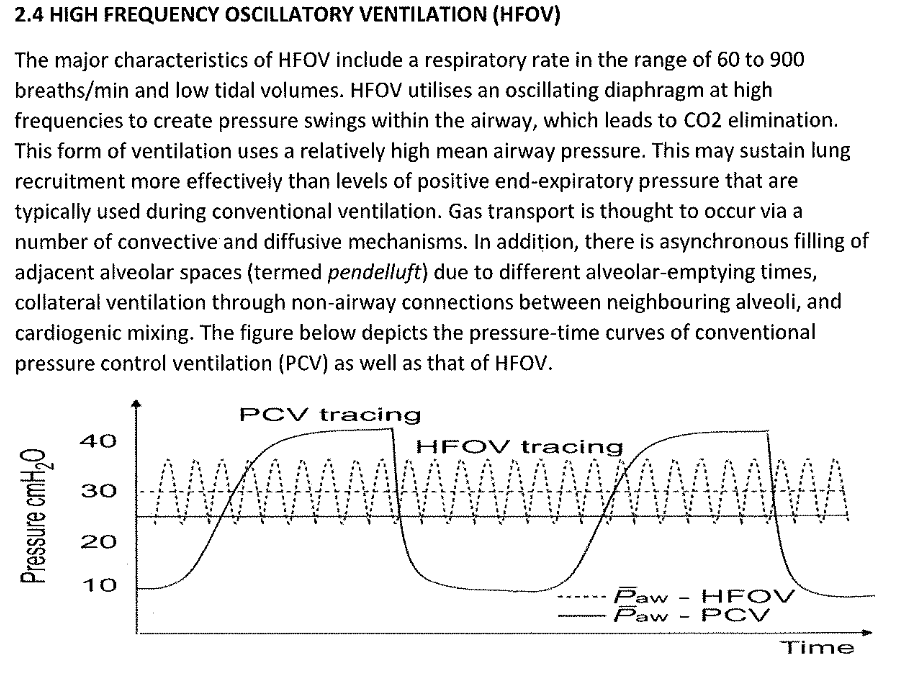 2.4 HIGH FREQUENCY OSCILLATORY VENTILATION (HFOV)
The major characteristics of HFOV include a respiratory rate in the range of 60 to 900
breaths/min and low tidal volumes. HFOV utilises an oscillating diaphragm at high
frequencies to create pressure swings within the airway, which leads to CO2 elimination.
This form of ventilation uses a relatively high mean airway pressure. This may sustain lung
recruitment more effectively than levels of positive end-expiratory pressure that are
typically used during conventional ventilation. Gas transport is thought to occur via a
number of convective and diffusive mechanisms. In addition, there is asynchronous filling of
adjacent alveolar spaces (termed pendelluft) due to different alveolar-emptying times,
collateral ventilation through non-airway connections between neighbouring alveoli, and
cardiogenic mixing. The figure below depicts the pressure-time curves of conventional
pressure control ventilation (PCV) as well as that of HFOV.
PCV tracing
HFOV tracing
Pressure cmH₂O
40
30
20
10
P̅aw - HFOV
P̅aw - PCV
Time